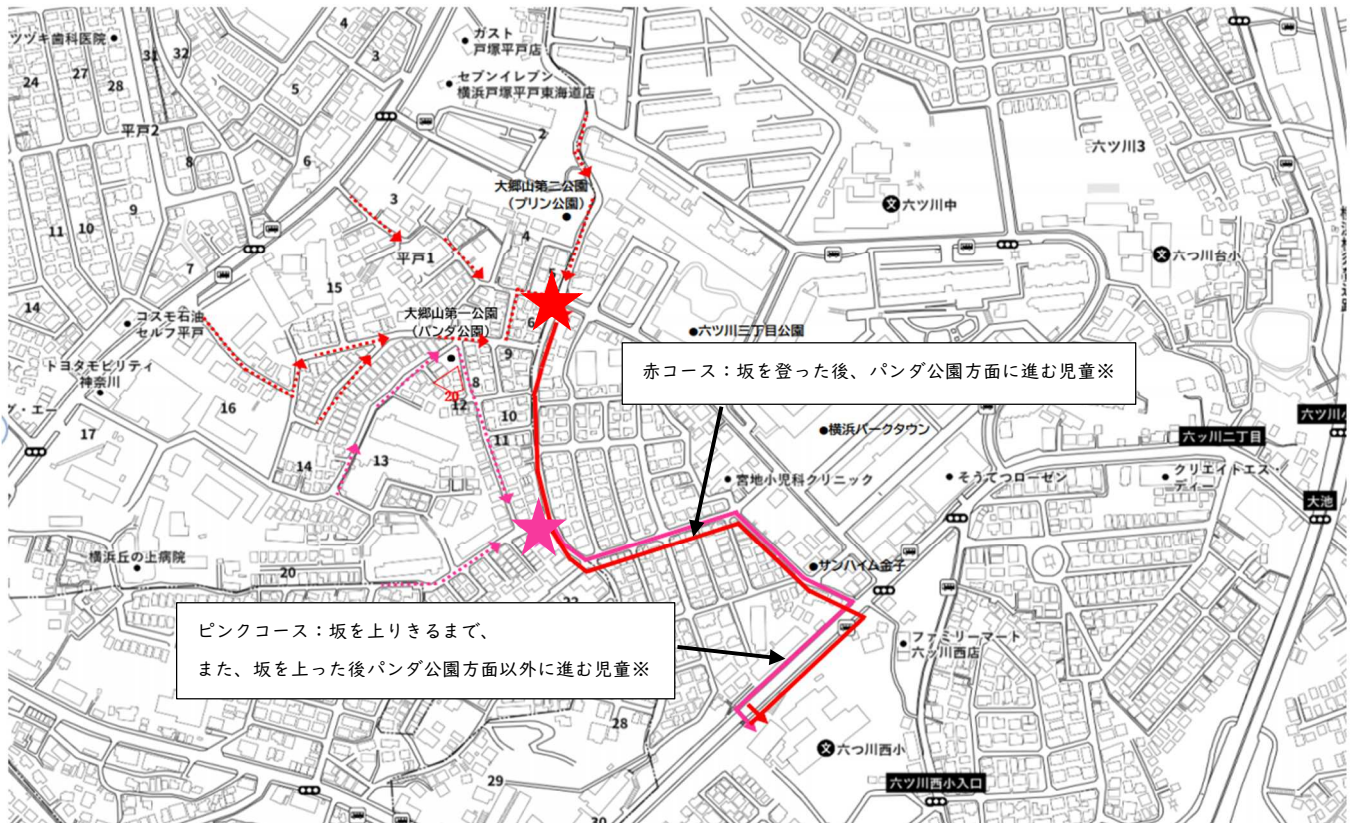 ガスト
戸塚平戸店
セブンイレブン
横浜戸塚平戸東海道店
ツヅキ歯科医院
4
3
31
32
24
27
28
5
2
平戸2
8
6
六ツ川3
大郷山第二公園
(プリン公園)
六ツ川中
文
9
3
11
10
4
平戸1
文
六つ川台小
7
15
5
14
コスモ石油
セルフ平戸
大郷山第一公園
(パンダ公園)
6
六ツ川三丁目公園
9
トヨタモビリティ
神奈川
赤コース:坂を登った後、パンダ公園方面に進む児童※
8
20
12
16
10
グ・エー
17
横浜パークタウン
六ッ川二丁目
11
13
14
宮地小児科クリニック
そうてつローゼン
クリエイトエス・
ディー
大池
横浜丘の上病院
20
サンハイム金子
22
ピンクコース:坂を上りきるまで、
また、坂を上った後パンダ公園方面以外に進む児童※
ファミリーマート
六ッ川西店
28
文
六つ川西小
29
六ツ川西小入口
30